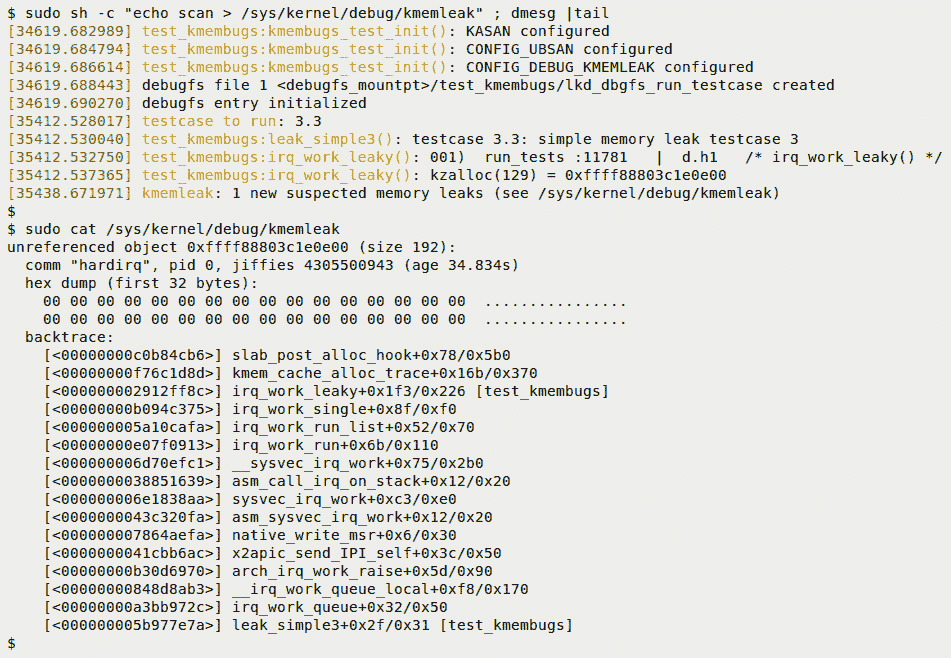 $ sudo sh -c "echo scan > /sys/kernel/debug/kmemleak" ; dmesg |tail
[34619.682989] test_kmembugs:kmembugs_test_init(): KASAN configured
[34619.684794] test_kmembugs:kmembugs_test_init(): CONFIG_UBSAN configured
[34619.686614] test_kmembugs:kmembugs_test_init(): CONFIG_DEBUG_KMEMLEAK configured
[34619.688443] debugfs file 1 <debugfs_mountpt>/test_kmembugs/lkd_dbgfs_run_testcase created
[34619.690270] debugfs entry initialized
[35412.528017] testcase to run: 3.3
[35412.530040] test_kmembugs:leak_simple3(): testcase 3.3: simple memory leak testcase 3
[35412.532750] test_kmembugs:irq_work_leaky(): 001)  run_tests :11781   |  d.h1   /* irq_work_leaky() */
[35412.537365] test_kmembugs:irq_work_leaky(): kzalloc(129) = 0xffff88803c1e0e00
[35438.671971] kmemleak: 1 new suspected memory leaks (see /sys/kernel/debug/kmemleak)
$
$ sudo cat /sys/kernel/debug/kmemleak
unreferenced object 0xffff88803c1e0e00 (size 192):
  comm "hardirq", pid 0, jiffies 4305500943 (age 34.834s)
  hex dump (first 32 bytes):
    00 00 00 00 00 00 00 00 00 00 00 00 00 00 00 00  ................
    00 00 00 00 00 00 00 00 00 00 00 00 00 00 00 00  ................
  backtrace:
    [<00000000c0b84cb6>] slab_post_alloc_hook+0x78/0x5b0
    [<00000000f76c1d8d>] kmem_cache_alloc_trace+0x16b/0x370
    [<000000002912ff8c>] irq_work_leaky+0x1f3/0x226 [test_kmembugs]
    [<00000000b094c375>] irq_work_single+0x8f/0xf0
    [<000000005a10cafa>] irq_work_run_list+0x52/0x70
    [<00000000e07f0913>] irq_work_run+0x6b/0x110
    [<000000006d70efc1>] __sysvec_irq_work+0x75/0x2b0
    [<0000000038851639>] asm_call_irq_on_stack+0x12/0x20
    [<000000006e1838aa>] sysvec_irq_work+0xc3/0xe0
    [<0000000043c320fa>] asm_sysvec_irq_work+0x12/0x20
    [<000000007864aefa>] native_write_msr+0x6/0x30
    [<0000000041cbb6ac>] x2apic_send_IPI_self+0x3c/0x50
    [<00000000b30d6970>] arch_irq_work_raise+0x5d/0x90
    [<00000000848d8ab3>] __irq_work_queue_local+0xf8/0x170
    [<00000000a3bb972c>] irq_work_queue+0x32/0x50
    [<000000005b977e7a>] leak_simple3+0x2f/0x31 [test_kmembugs]
$